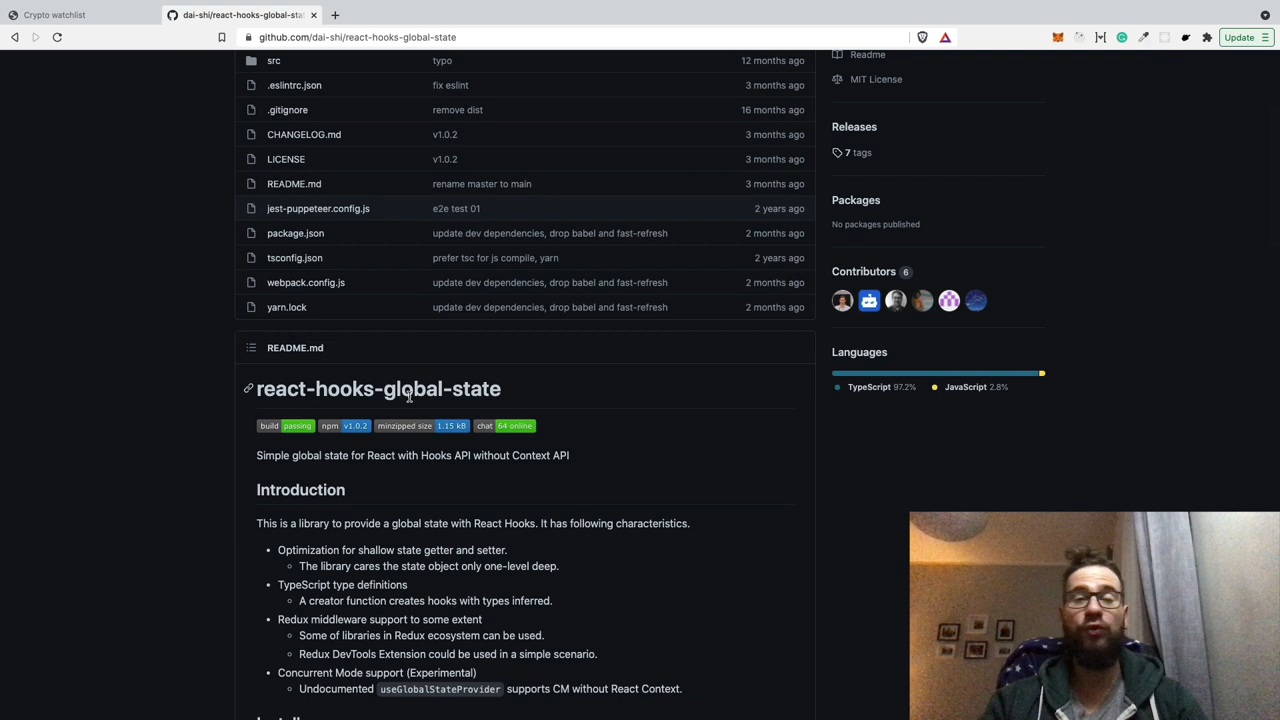 Crypto watchlist
dai-shi/react-hooks-global-stat
github.com/dai-shi/react-hooks-global-state
Update
src typo 12 months ago
.eslintrc.json fix eslint 3 months ago
.gitignore remove dist 16 months ago
CHANGELOG.md v1.0.2 3 months ago
LICENSE v1.0.2 3 months ago
README.md rename master to main 3 months ago
jest-puppeteer.config.js e2e test 01 2 years ago
package.json update dev dependencies, drop babel and fast-refresh 2 months ago
tsconfig.json prefer tsc for js compile, yarn 2 years ago
webpack.config.js update dev dependencies, drop babel and fast-refresh 2 months ago
yarn.lock update dev dependencies, drop babel and fast-refresh 2 months ago
README.md
react-hooks-global-state
build passing npm v1.0.2 minzipped size 1.15 kB chat 64 online
Simple global state for React with Hooks API without Context API
Introduction
This is a library to provide a global state with React Hooks. It has following characteristics.
• Optimization for shallow state getter and setter.
◦ The library cares the state object only one-level deep.
• TypeScript type definitions
◦ A creator function creates hooks with types inferred.
• Redux middleware support to some extent
◦ Some of libraries in Redux ecosystem can be used.
◦ Redux DevTools Extension could be used in a simple scenario.
• Concurrent Mode support (Experimental)
◦ Undocumented useGlobalStateProvider supports CM without React Context.
Readme
MIT License
Releases
7 tags
Packages
No packages published
Contributors 6
Languages
TypeScript 97.2% JavaScript 2.8%